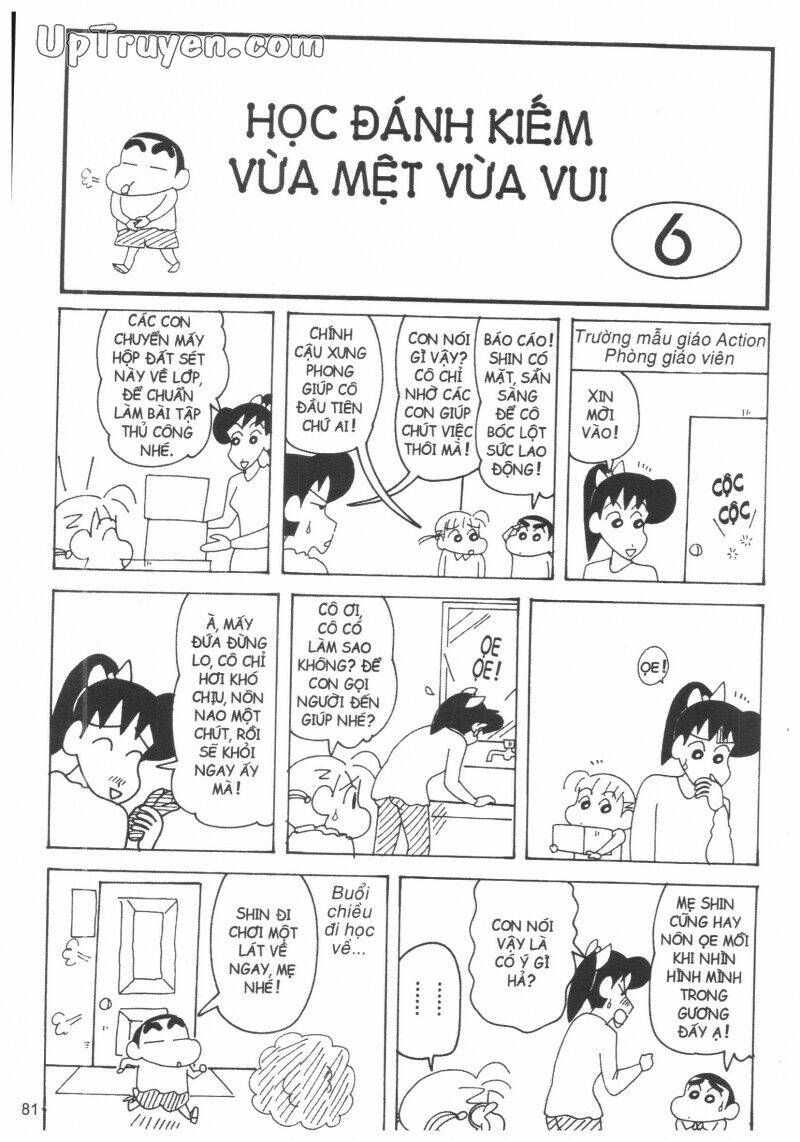 UpTruyen.com
HỌC ĐÁNH KIẾM
VỪA MỆT VỪA VUI
6
Trường mẫu giáo Action
Phòng giáo viên
CỘC
CỘC
XIN
MỜI
VÀO!
BÁO CÁO!
SHIN CÓ
MẶT, SẴN
SÀNG
ĐỂ CÔ
BÓC LỘT
SỨC LAO
ĐỘNG!
CON NÓI
GÌ VẬY?
CÔ CHỈ
NHỜ CÁC
CON GIÚP
CHÚT VIỆC
THÔI MÀ!
CHÍNH
CẬU XUNG
PHONG
GIÚP CÔ
ĐẦU TIÊN
CHỨ AI!
CÁC CON
CHUYỂN MẤY
HỘP ĐẤT SÉT
NÀY VỀ LỚP,
ĐỂ CHUẨN
LÀM BÀI TẬP
THỦ CÔNG
NHÉ.
ỌE!
ỌE
ỌE!
CÔ ƠI,
CÔ CÓ
LÀM SAO
KHÔNG? ĐỂ
CON GỌI
NGƯỜI ĐẾN
GIÚP NHÉ?
À, MẤY
ĐỨA ĐỪNG
LO, CÔ CHỈ
HƠI KHÓ
CHỊU, NÔN
NAO MỘT
CHÚT, RỒI
SẼ KHỎI
NGAY ẤY
MÀ!
MẸ SHIN
CŨNG HAY
NÔN ỌE MỖI
KHI NHÌN
HÌNH MÌNH
TRONG
GƯƠNG
ĐẤY Ạ!
CON NÓI
VẬY LÀ
CÓ Ý GÌ
HẢ?
......
......
Buổi
chiều
đi học
về...
SHIN ĐI
CHƠI MỘT
LÁT VỀ
NGAY, MẸ
NHÉ!
81